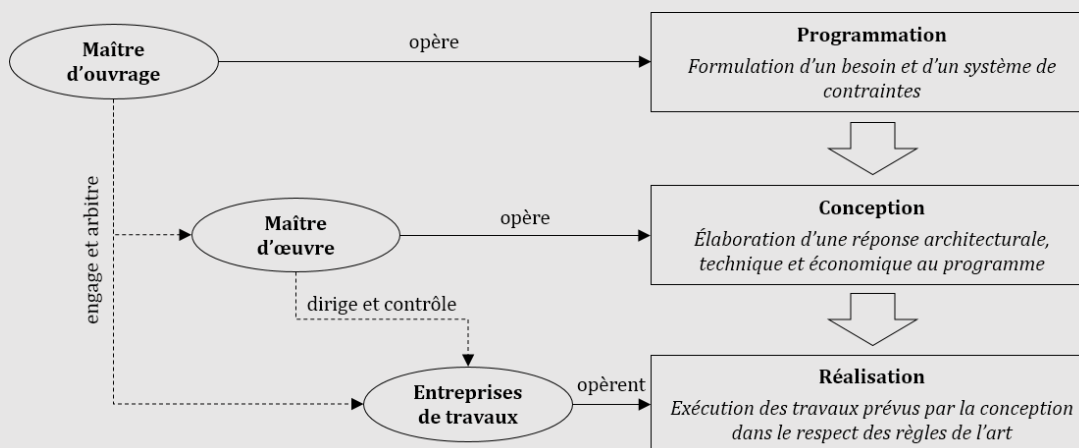 Maître
d’ouvrage
opère
Programmation
Formulation d’un besoin et d’un système de
contraintes
engage et arbitre
Maître
d’œuvre
opère
Conception
Élaboration d’une réponse architecturale,
technique et économique au programme
dirige et contrôle
Entreprises
de travaux
opèrent
Réalisation
Exécution des travaux prévus par la conception
dans le respect des règles de l’art